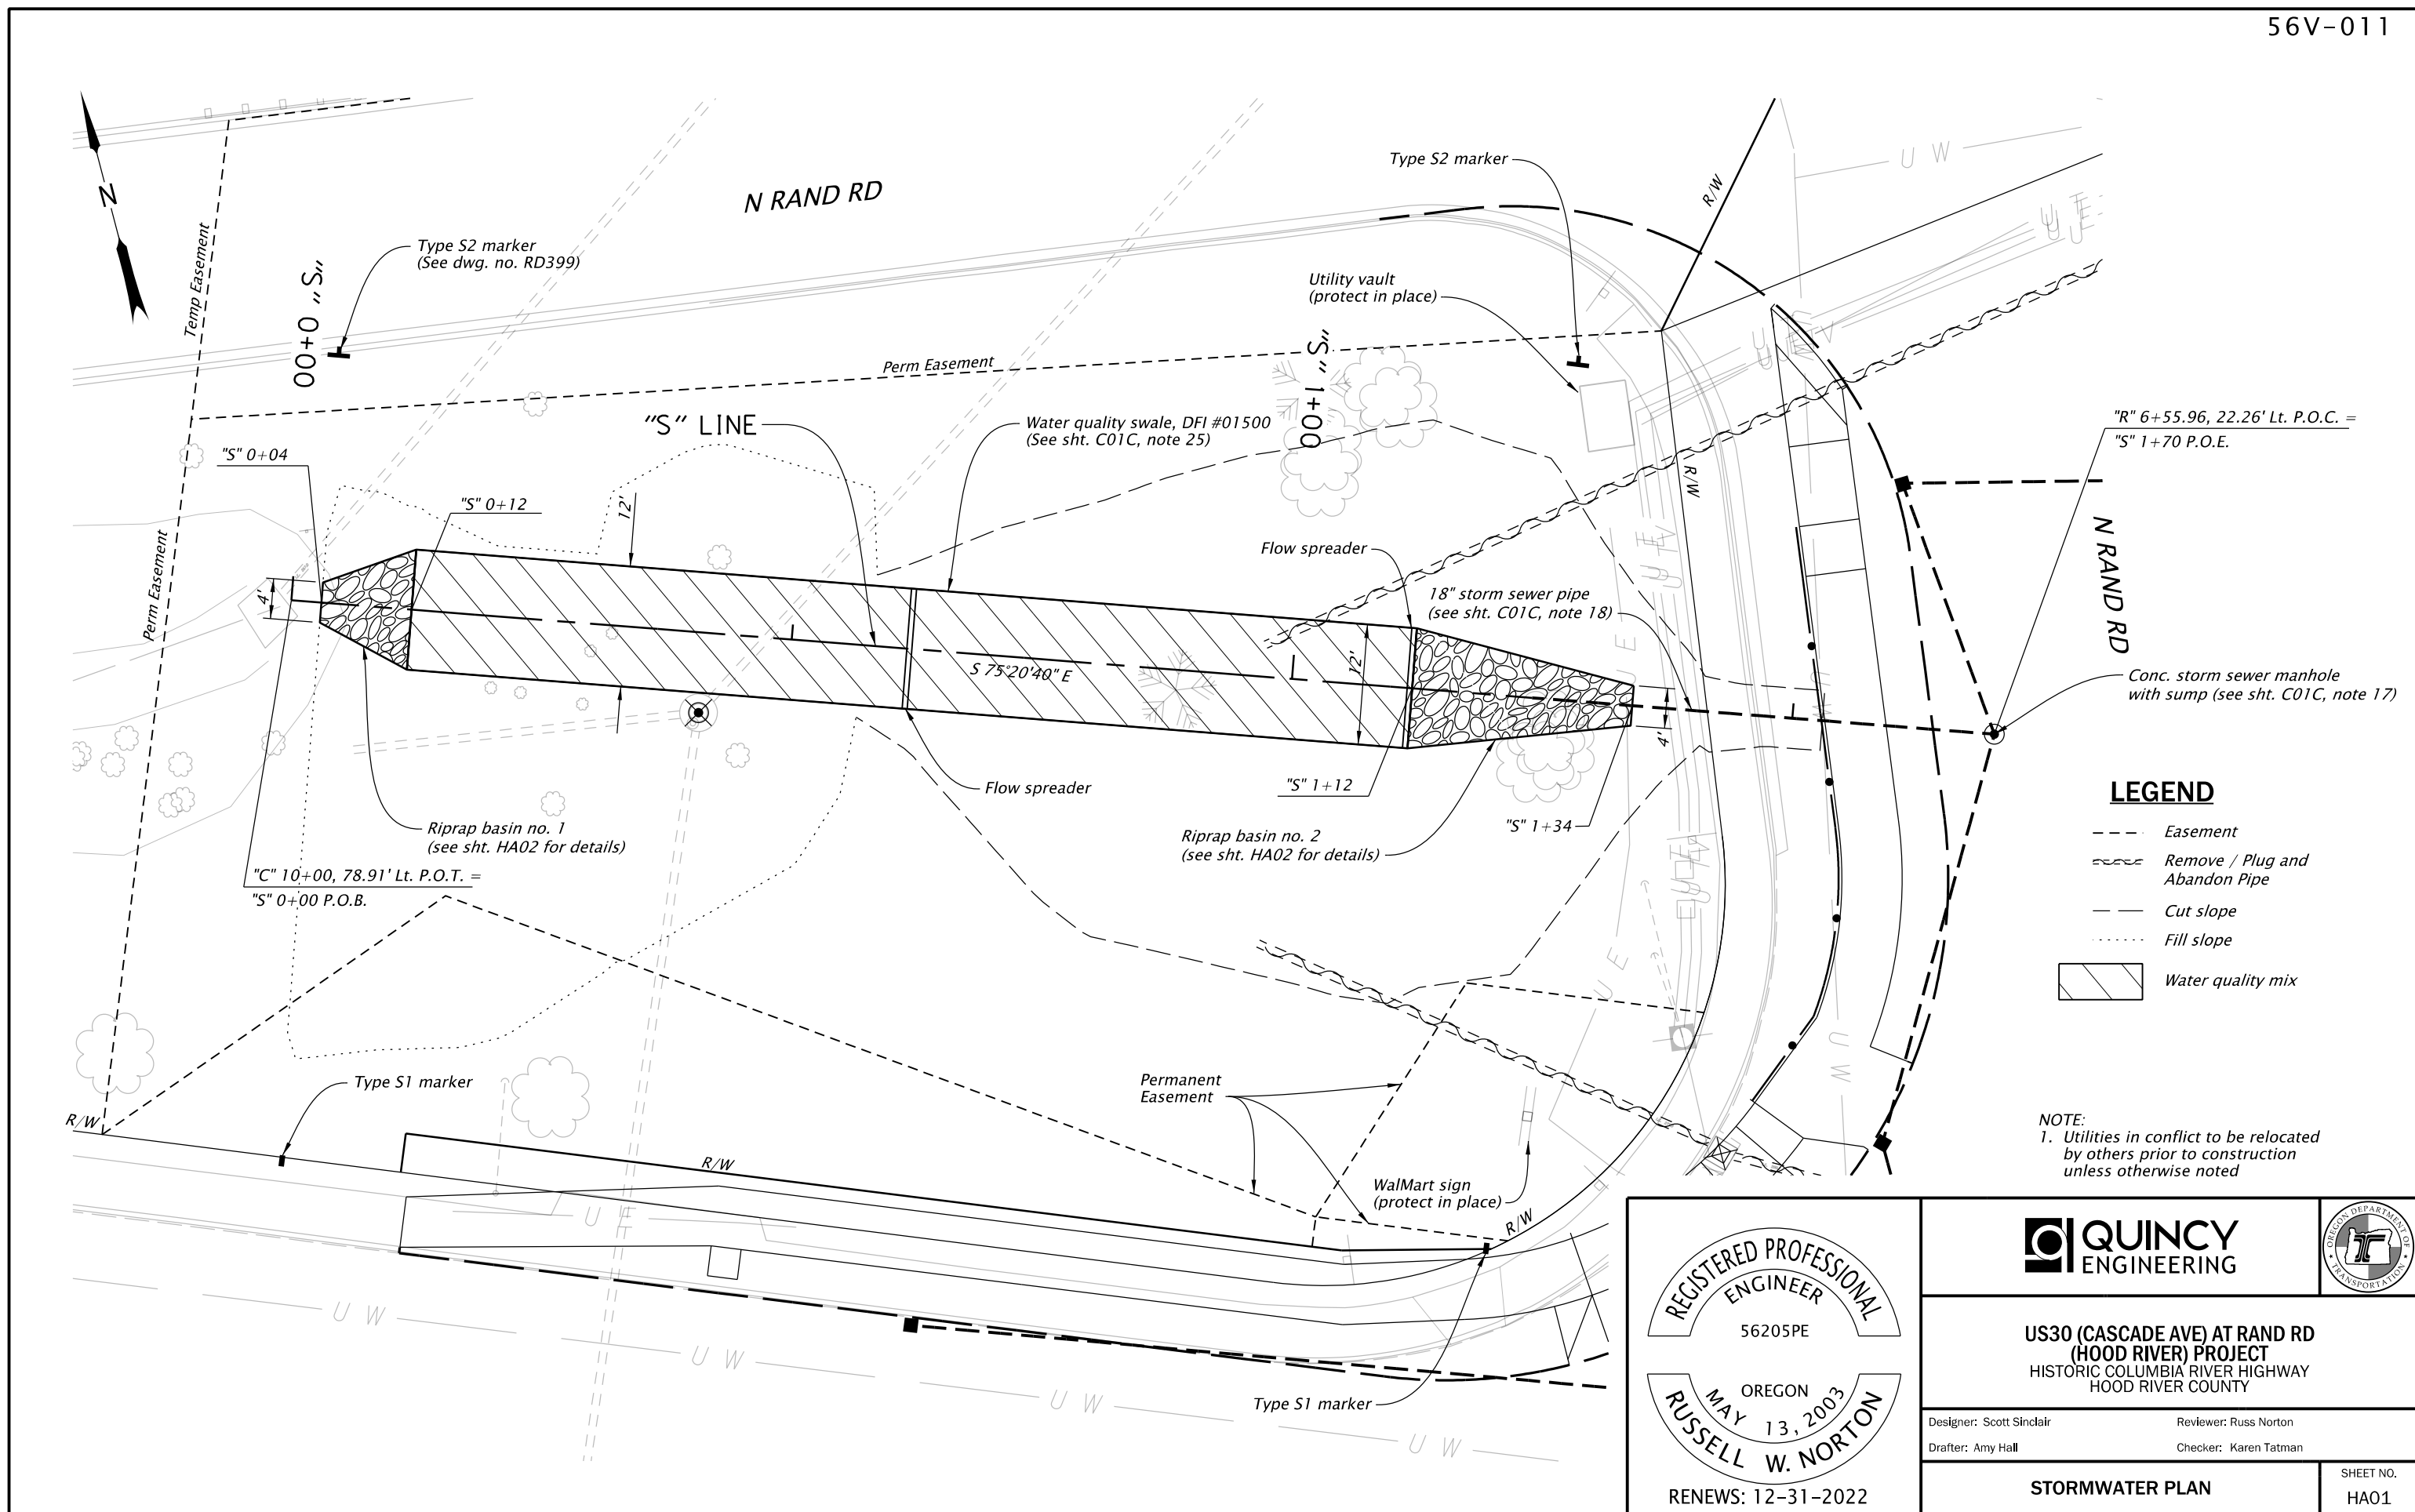 56V-011
N
N RAND RD
Type S2 marker
(See dwg. no. RD399)
Temp Easement
"S" 0+00
Type S2 marker
R/W
U W
U T
U E
U TV
Utility vault
(protect in place)
"S" 1+00
Perm Easement
"S" LINE
Water quality swale, DFI #01500
(See sht. C01C, note 25)
"R" 6+55.96, 22.26' Lt. P.O.C. =
"S" 1+70 P.O.E.
"S" 0+04
"S" 0+12
12'
R/W
Flow spreader
18" storm sewer pipe
(see sht. C01C, note 18)
N RAND RD
4'
Perm Easement
S 75°20'40" E
12'
4'
Conc. storm sewer manhole
with sump (see sht. C01C, note 17)
Flow spreader
"S" 1+12
"S" 1+34
Riprap basin no. 1
(see sht. HA02 for details)
Riprap basin no. 2
(see sht. HA02 for details)
"C" 10+00, 78.91' Lt. P.O.T. =
"S" 0+00 P.O.B.
U E
LEGEND
Easement
Remove / Plug and
Abandon Pipe
Cut slope
Fill slope
Water quality mix
Type S1 marker
R/W
Permanent
Easement
U W
NOTE:
1. Utilities in conflict to be relocated
by others prior to construction
unless otherwise noted
R/W
WalMart sign
(protect in place)
R/W
U T
U W
U W
U W
U W
Type S1 marker
REGISTERED PROFESSIONAL
ENGINEER
56205PE
OREGON
MAY 13, 2003
RUSSELL W. NORTON
RENEWS: 12-31-2022
QUINCY
ENGINEERING
OREGON DEPARTMENT OF
TRANSPORTATION
US30 (CASCADE AVE) AT RAND RD
(HOOD RIVER) PROJECT
HISTORIC COLUMBIA RIVER HIGHWAY
HOOD RIVER COUNTY
Designer: Scott Sinclair
Reviewer: Russ Norton
Drafter: Amy Hall
Checker: Karen Tatman
STORMWATER PLAN
SHEET NO.
HA01